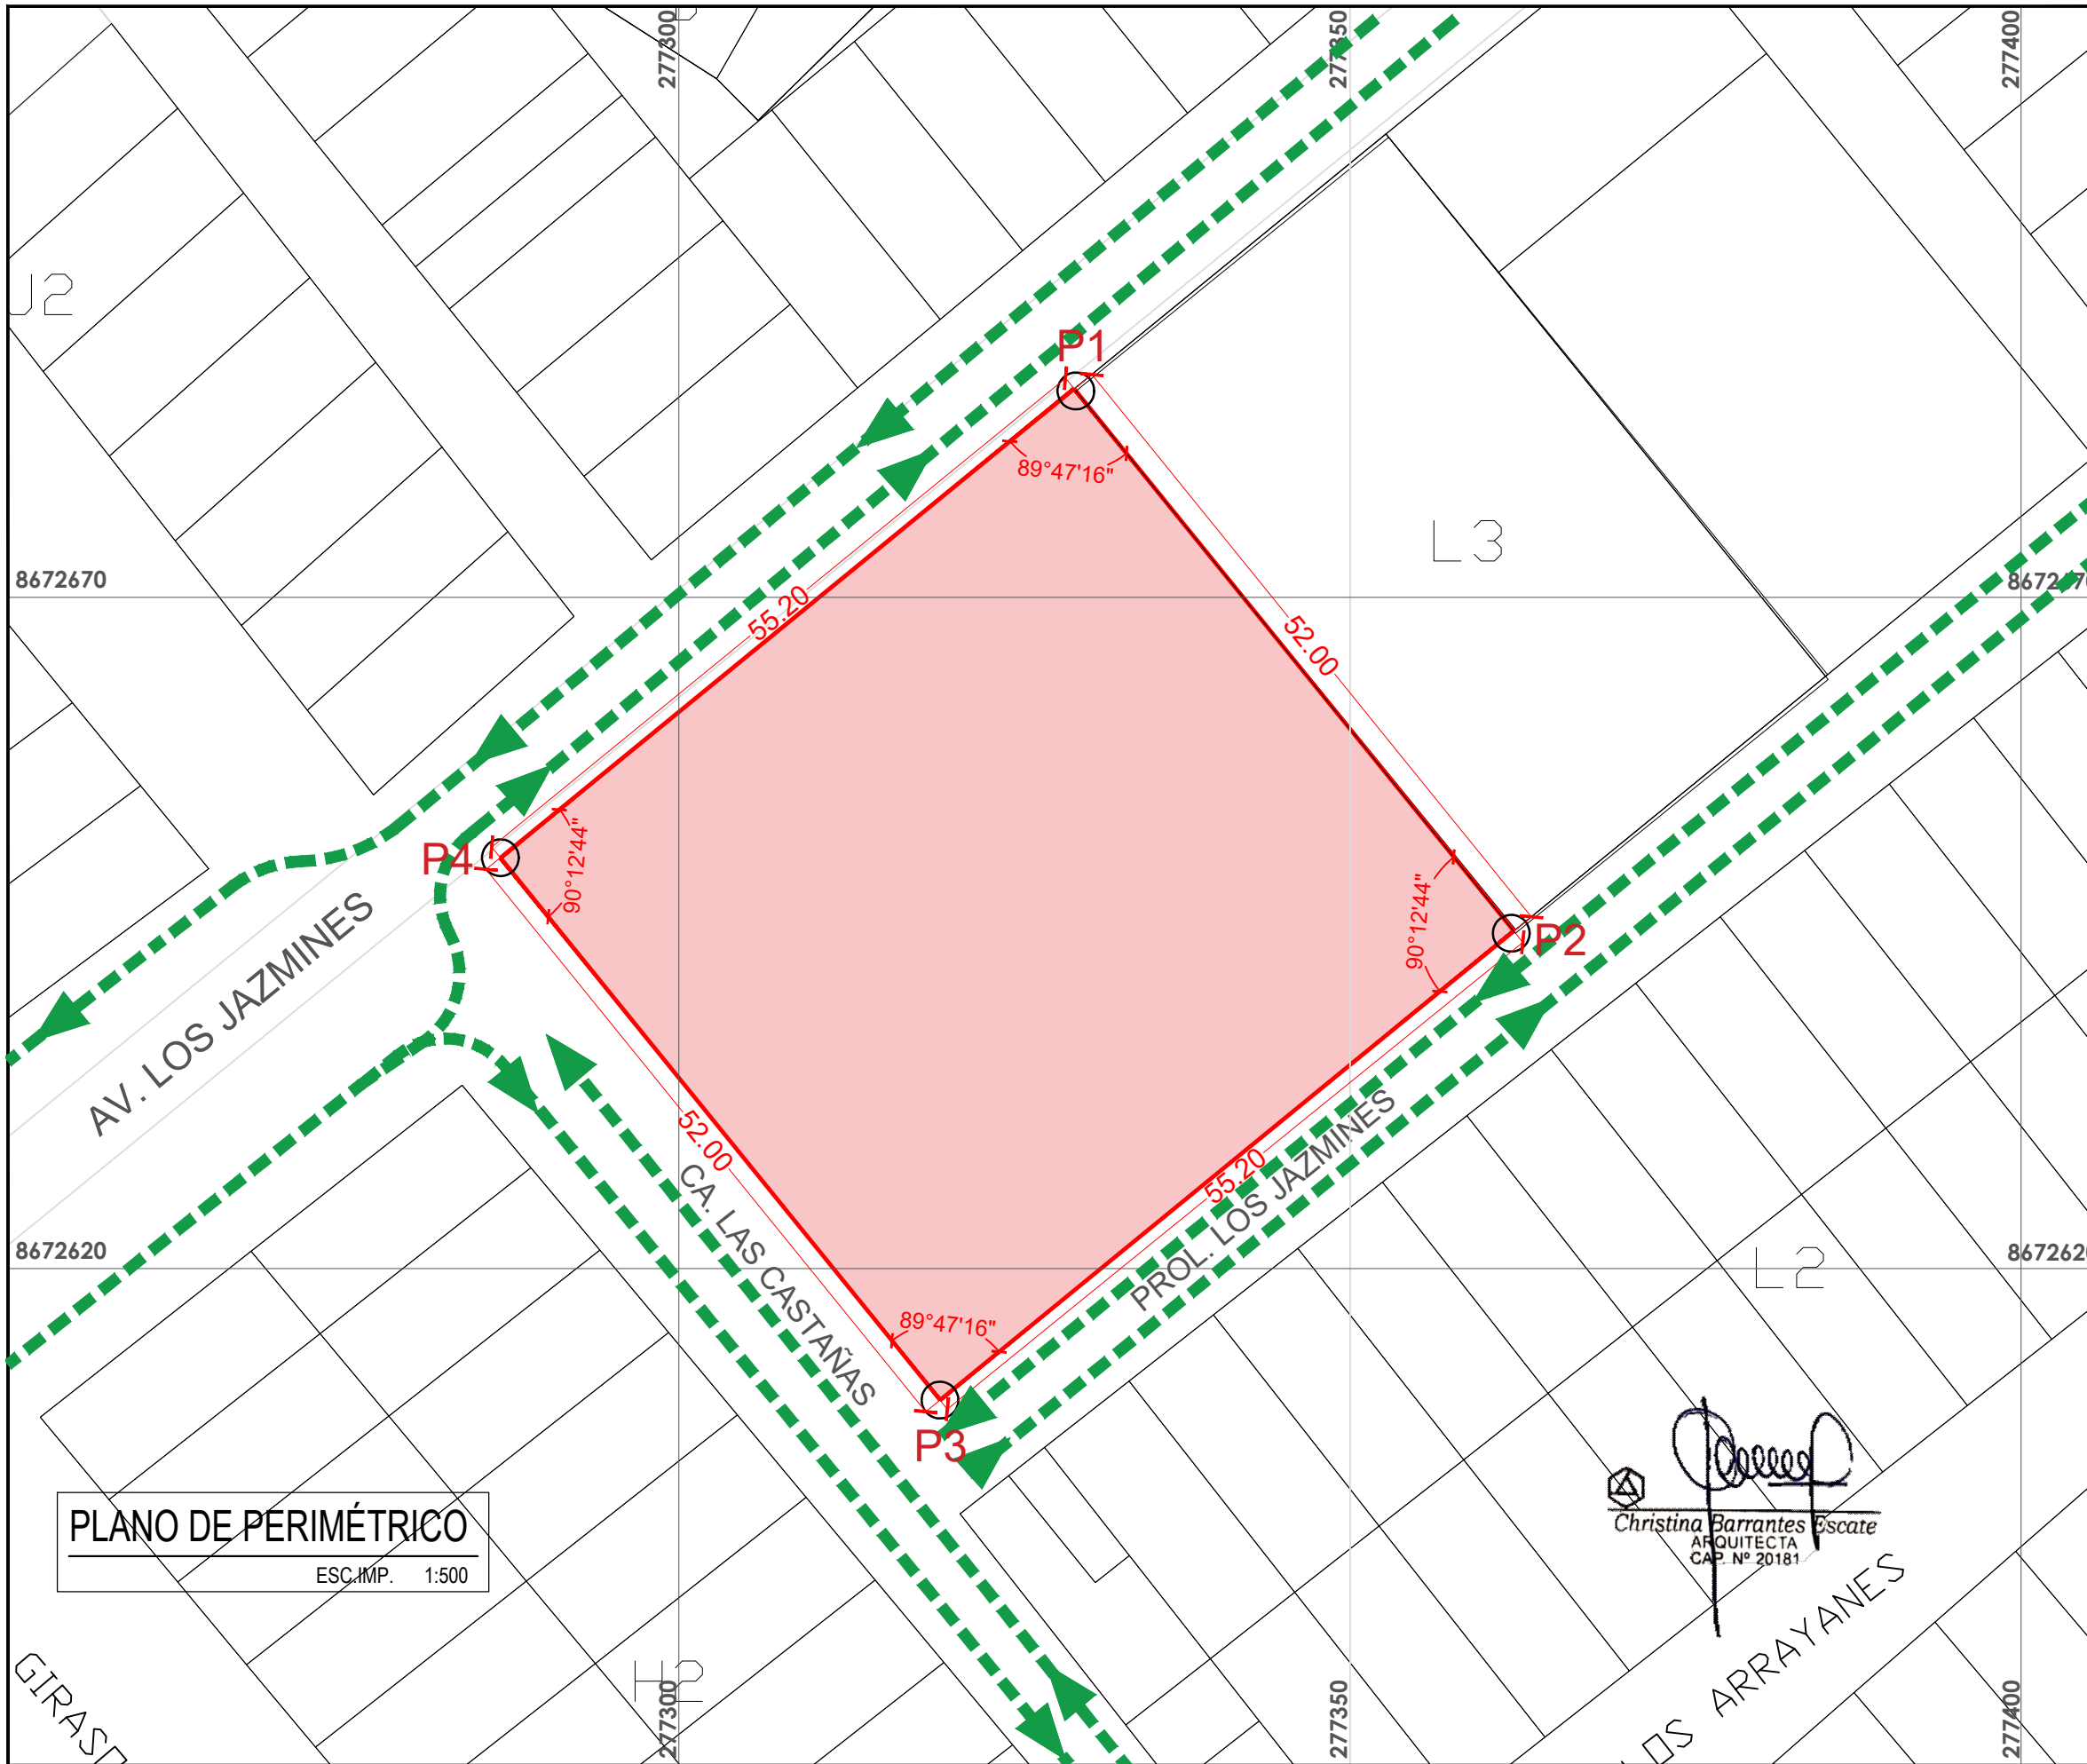 277300
277350
277400
J2
P1
89°47'16"
L3
8672670
8672670
55.20
52.00
P4
90°12'44"
90°12'44"
P2
AV. LOS JAZMINES
52.00
55.20
PROL. LOS JAZMINES
CA. LAS CASTAÑAS
8672620
8672620
L2
89°47'16"
P3
PLANO DE PERIMÉTRICO
ESC.IMP. 1:500
Christina Barrantes Escate
ARQUITECTA
CAP. Nº 20181
ARRAYANES
H2
277300
277350
277400